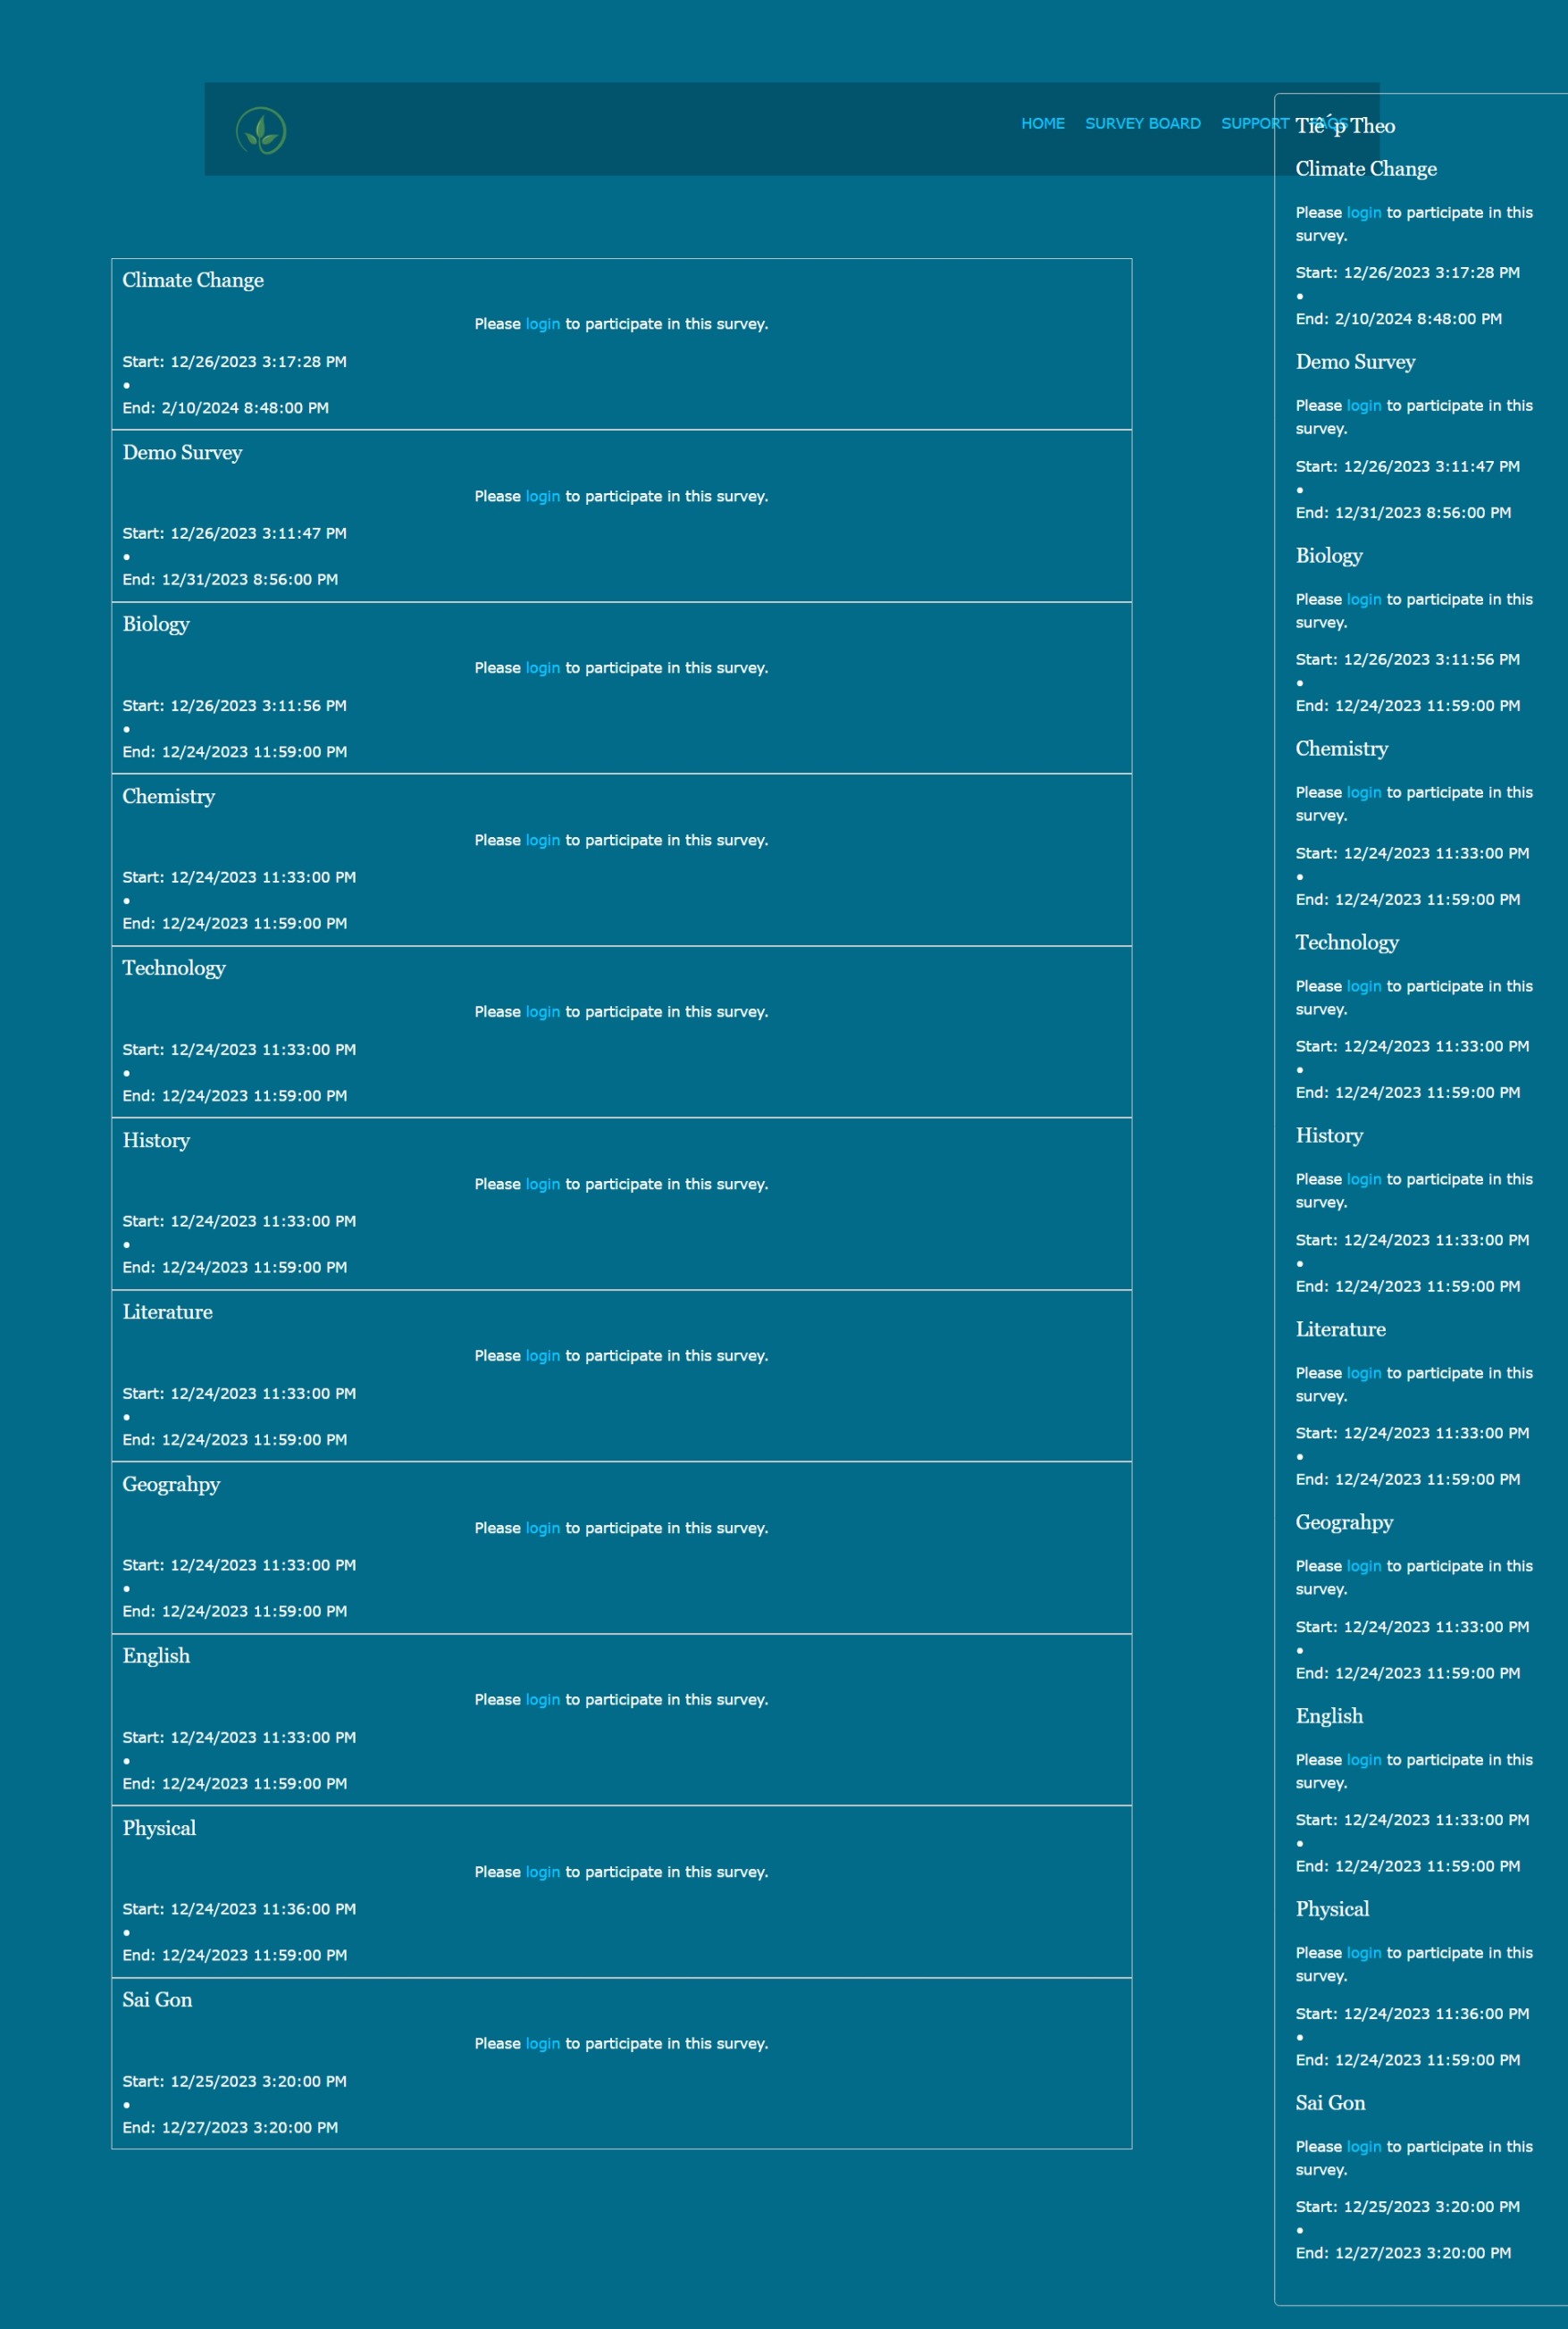 HOME SURVEY BOARD SUPPORT FAQS
Climate Change
Please login to participate in this survey.
Start: 12/26/2023 3:17:28 PM
•
End: 2/10/2024 8:48:00 PM
Demo Survey
Please login to participate in this survey.
Start: 12/26/2023 3:11:47 PM
•
End: 12/31/2023 8:56:00 PM
Biology
Please login to participate in this survey.
Start: 12/26/2023 3:11:56 PM
•
End: 12/24/2023 11:59:00 PM
Chemistry
Please login to participate in this survey.
Start: 12/24/2023 11:33:00 PM
•
End: 12/24/2023 11:59:00 PM
Technology
Please login to participate in this survey.
Start: 12/24/2023 11:33:00 PM
•
End: 12/24/2023 11:59:00 PM
History
Please login to participate in this survey.
Start: 12/24/2023 11:33:00 PM
•
End: 12/24/2023 11:59:00 PM
Literature
Please login to participate in this survey.
Start: 12/24/2023 11:33:00 PM
•
End: 12/24/2023 11:59:00 PM
Geograhpy
Please login to participate in this survey.
Start: 12/24/2023 11:33:00 PM
•
End: 12/24/2023 11:59:00 PM
English
Please login to participate in this survey.
Start: 12/24/2023 11:33:00 PM
•
End: 12/24/2023 11:59:00 PM
Physical
Please login to participate in this survey.
Start: 12/24/2023 11:36:00 PM
•
End: 12/24/2023 11:59:00 PM
Sai Gon
Please login to participate in this survey.
Start: 12/25/2023 3:20:00 PM
•
End: 12/27/2023 3:20:00 PM
Tiếp Theo
Climate Change
Please login to participate in this
survey.
Start: 12/26/2023 3:17:28 PM
•
End: 2/10/2024 8:48:00 PM
Demo Survey
Please login to participate in this
survey.
Start: 12/26/2023 3:11:47 PM
•
End: 12/31/2023 8:56:00 PM
Biology
Please login to participate in this
survey.
Start: 12/26/2023 3:11:56 PM
•
End: 12/24/2023 11:59:00 PM
Chemistry
Please login to participate in this
survey.
Start: 12/24/2023 11:33:00 PM
•
End: 12/24/2023 11:59:00 PM
Technology
Please login to participate in this
survey.
Start: 12/24/2023 11:33:00 PM
•
End: 12/24/2023 11:59:00 PM
History
Please login to participate in this
survey.
Start: 12/24/2023 11:33:00 PM
•
End: 12/24/2023 11:59:00 PM
Literature
Please login to participate in this
survey.
Start: 12/24/2023 11:33:00 PM
•
End: 12/24/2023 11:59:00 PM
Geograhpy
Please login to participate in this
survey.
Start: 12/24/2023 11:33:00 PM
•
End: 12/24/2023 11:59:00 PM
English
Please login to participate in this
survey.
Start: 12/24/2023 11:33:00 PM
•
End: 12/24/2023 11:59:00 PM
Physical
Please login to participate in this
survey.
Start: 12/24/2023 11:36:00 PM
•
End: 12/24/2023 11:59:00 PM
Sai Gon
Please login to participate in this
survey.
Start: 12/25/2023 3:20:00 PM
•
End: 12/27/2023 3:20:00 PM